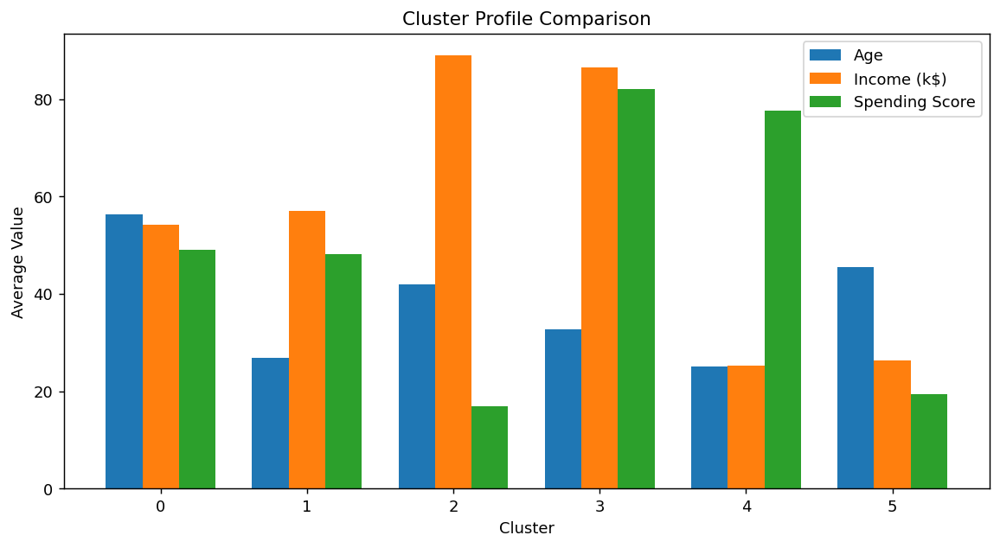 Cluster Profile Comparison
Age
Income (k$)
Spending Score
Average Value
80
60
40
20
0
0 1 2 3 4 5
Cluster